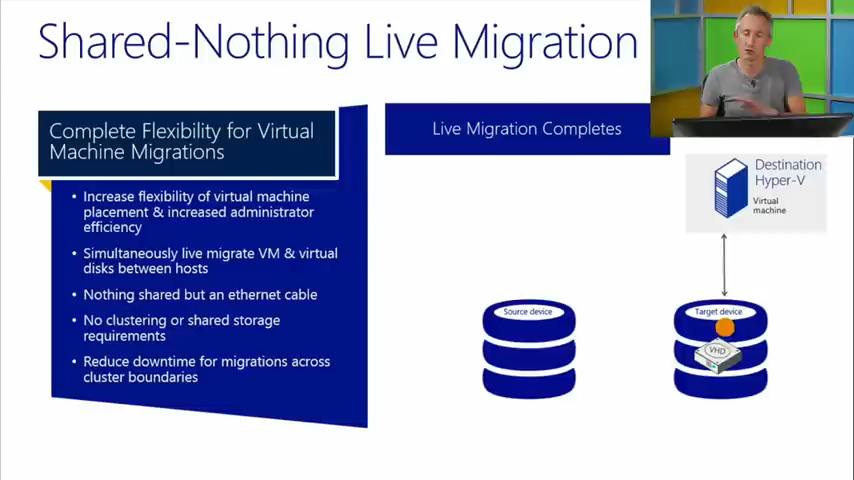 Shared-Nothing Live Migration
Complete Flexibility for Virtual
Machine Migrations
• Increase flexibility of virtual machine
placement & increased administrator
efficiency
• Simultaneously live migrate VM & virtual
disks between hosts
• Nothing shared but an ethernet cable
• No clustering or shared storage
requirements
• Reduce downtime for migrations across
cluster boundaries
Live Migration Completes
Destination
Hyper-V
Virtual
machine
Source device
Target device
VHD